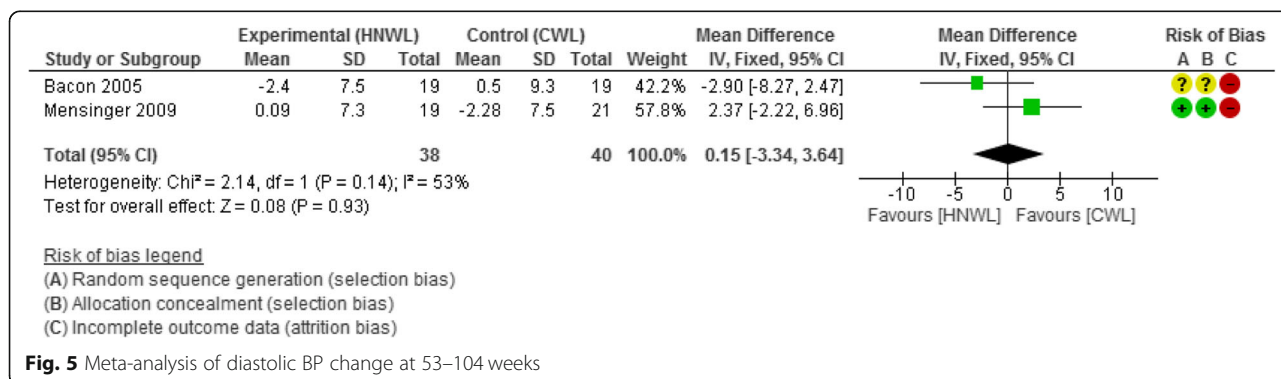 Experimental (HNWL) Control (CWL) Mean Difference Mean Difference Risk of Bias
Study or Subgroup Mean SD Total Mean SD Total Weight IV, Fixed, 95% CI IV, Fixed, 95% CI A B C
Bacon 2005 -2.4 7.5 19 0.5 9.3 19 42.2% -2.90 [-8.27, 2.47] ? ? −
Mensinger 2009 0.09 7.3 19 -2.28 7.5 21 57.8% 2.37 [-2.22, 6.96] + + −
Total (95% CI) 38 40 100.0% 0.15 [-3.34, 3.64]
Heterogeneity: Chi² = 2.14, df = 1 (P = 0.14); I² = 53%
Test for overall effect: Z = 0.08 (P = 0.93)
-10 -5 0 5 10
Favours [HNWL] Favours [CWL]
Risk of bias legend
(A) Random sequence generation (selection bias)
(B) Allocation concealment (selection bias)
(C) Incomplete outcome data (attrition bias)
Fig. 5 Meta-analysis of diastolic BP change at 53–104 weeks